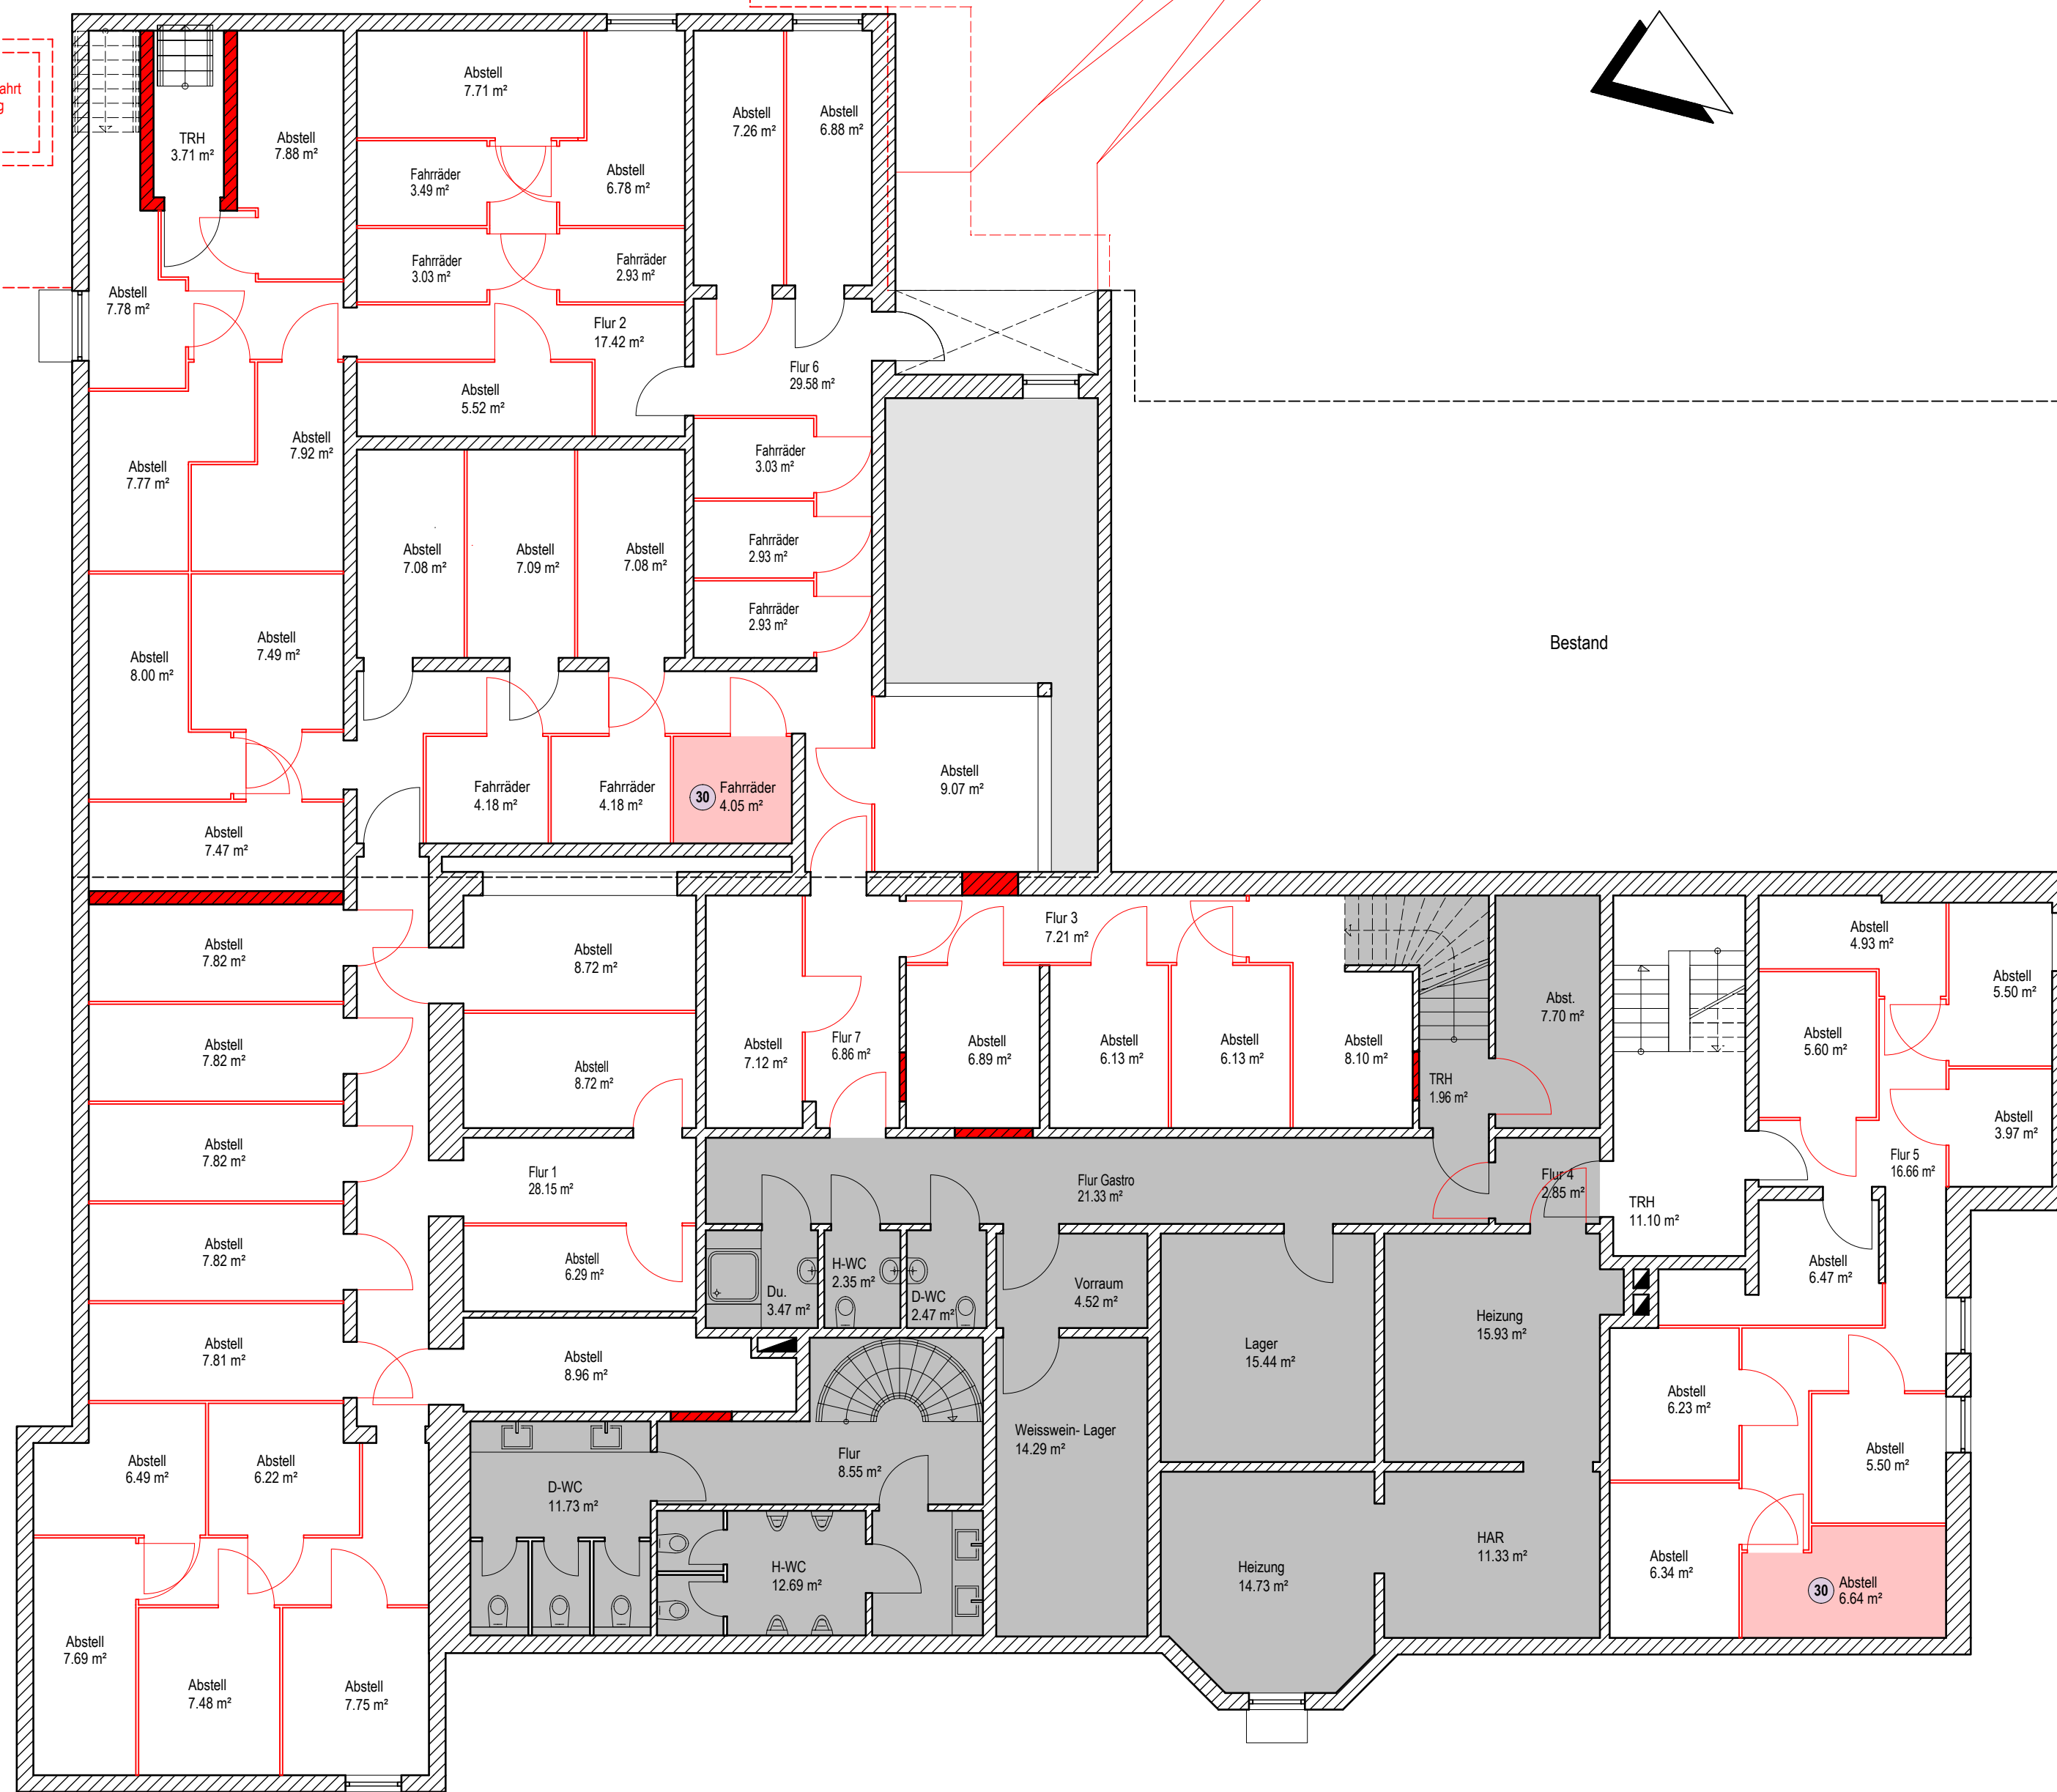 ahrt
g
TRH
3.71 m²
Abstell
7.88 m²
Abstell
7.71 m²
Abstell
7.26 m²
Abstell
6.88 m²
Fahrräder
3.49 m²
Abstell
6.78 m²
Fahrräder
3.03 m²
Fahrräder
2.93 m²
Abstell
7.78 m²
Flur 2
17.42 m²
Flur 6
29.58 m²
Abstell
5.52 m²
Abstell
7.92 m²
Abstell
7.77 m²
Fahrräder
3.03 m²
Abstell
7.08 m²
Abstell
7.09 m²
Abstell
7.08 m²
Fahrräder
2.93 m²
Fahrräder
2.93 m²
Abstell
8.00 m²
Abstell
7.49 m²
Bestand
Fahrräder
4.18 m²
Fahrräder
4.18 m²
30
Fahrräder
4.05 m²
Abstell
9.07 m²
Abstell
7.47 m²
Abstell
7.82 m²
Abstell
8.72 m²
Flur 3
7.21 m²
Abstell
4.93 m²
Abstell
5.50 m²
Abst.
7.70 m²
Abstell
7.82 m²
Abstell
8.72 m²
Abstell
7.12 m²
Flur 7
6.86 m²
Abstell
6.89 m²
Abstell
6.13 m²
Abstell
6.13 m²
Abstell
8.10 m²
TRH
1.96 m²
Abstell
5.60 m²
Abstell
3.97 m²
Abstell
7.82 m²
Flur 1
28.15 m²
Flur Gastro
21.33 m²
Flur 4
2.85 m²
TRH
11.10 m²
Flur 5
16.66 m²
Abstell
7.82 m²
Abstell
6.29 m²
Du.
3.47 m²
H-WC
2.35 m²
D-WC
2.47 m²
Vorraum
4.52 m²
Abstell
6.47 m²
Abstell
7.81 m²
Abstell
8.96 m²
Lager
15.44 m²
Heizung
15.93 m²
Abstell
6.23 m²
Abstell
6.49 m²
Abstell
6.22 m²
D-WC
11.73 m²
Flur
8.55 m²
Weisswein- Lager
14.29 m²
Abstell
5.50 m²
H-WC
12.69 m²
Heizung
14.73 m²
HAR
11.33 m²
Abstell
6.34 m²
30
Abstell
6.64 m²
Abstell
7.69 m²
Abstell
7.48 m²
Abstell
7.75 m²